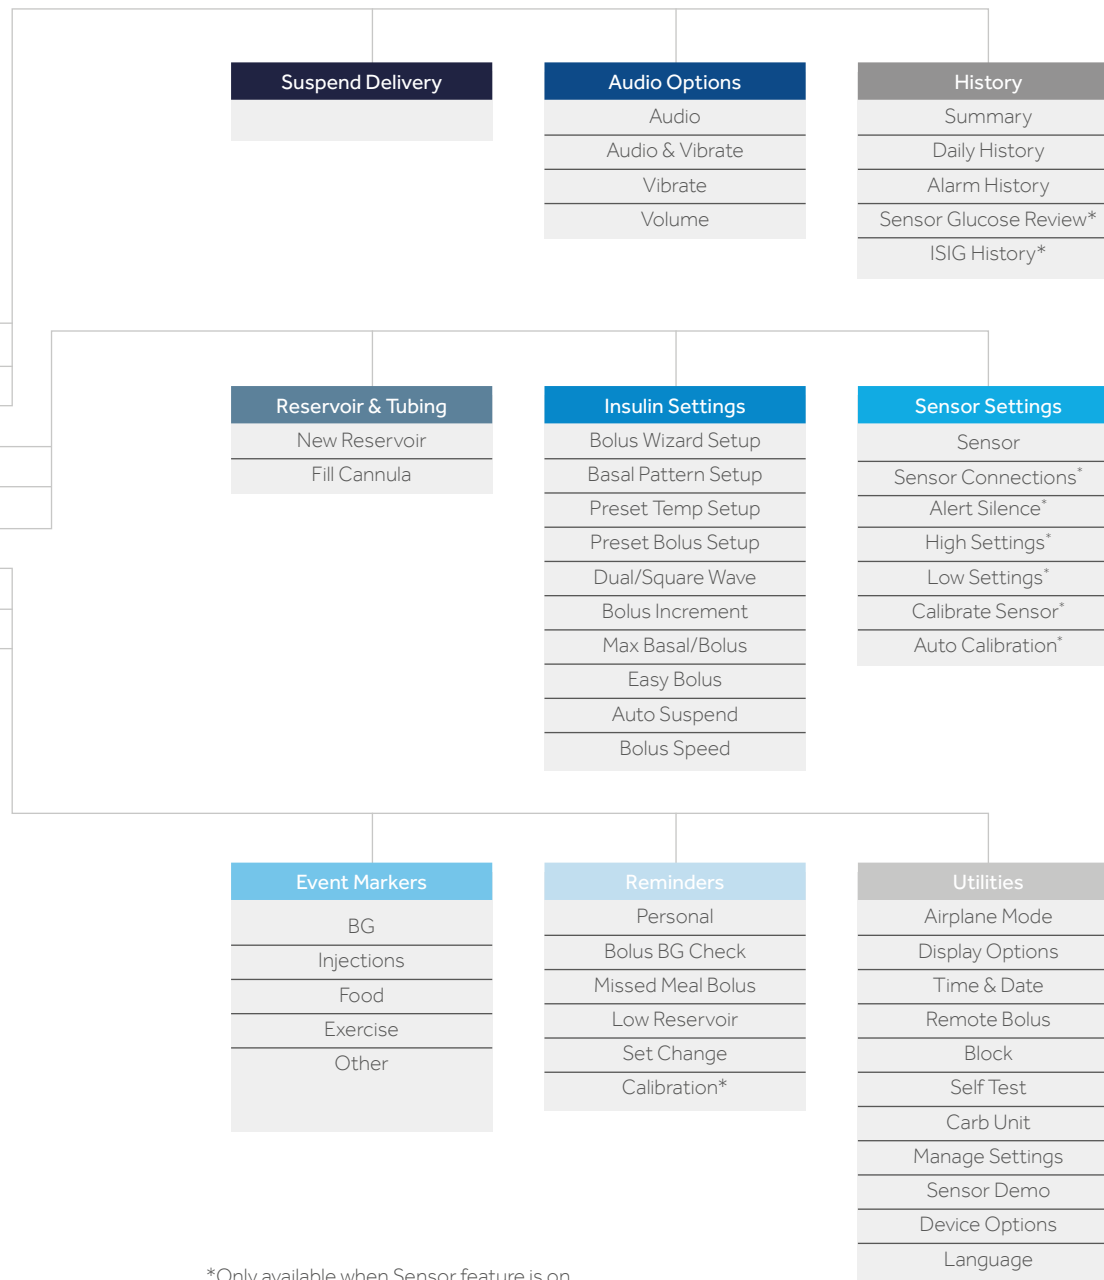 Suspend Delivery
Audio Options
Audio
Audio & Vibrate
Vibrate
Volume
History
Summary
Daily History
Alarm History
Sensor Glucose Review*
ISIG History*
Reservoir & Tubing
New Reservoir
Fill Cannula
Insulin Settings
Bolus Wizard Setup
Basal Pattern Setup
Preset Temp Setup
Preset Bolus Setup
Dual/Square Wave
Bolus Increment
Max Basal/Bolus
Easy Bolus
Auto Suspend
Bolus Speed
Sensor Settings
Sensor
Sensor Connections*
Alert Silence*
High Settings*
Low Settings*
Calibrate Sensor*
Auto Calibration*
Event Markers
BG
Injections
Food
Exercise
Other
Reminders
Personal
Bolus BG Check
Missed Meal Bolus
Low Reservoir
Set Change
Calibration*
Utilities
Airplane Mode
Display Options
Time & Date
Remote Bolus
Block
Self Test
Carb Unit
Manage Settings
Sensor Demo
Device Options
Language
*Only available when Sensor feature is on